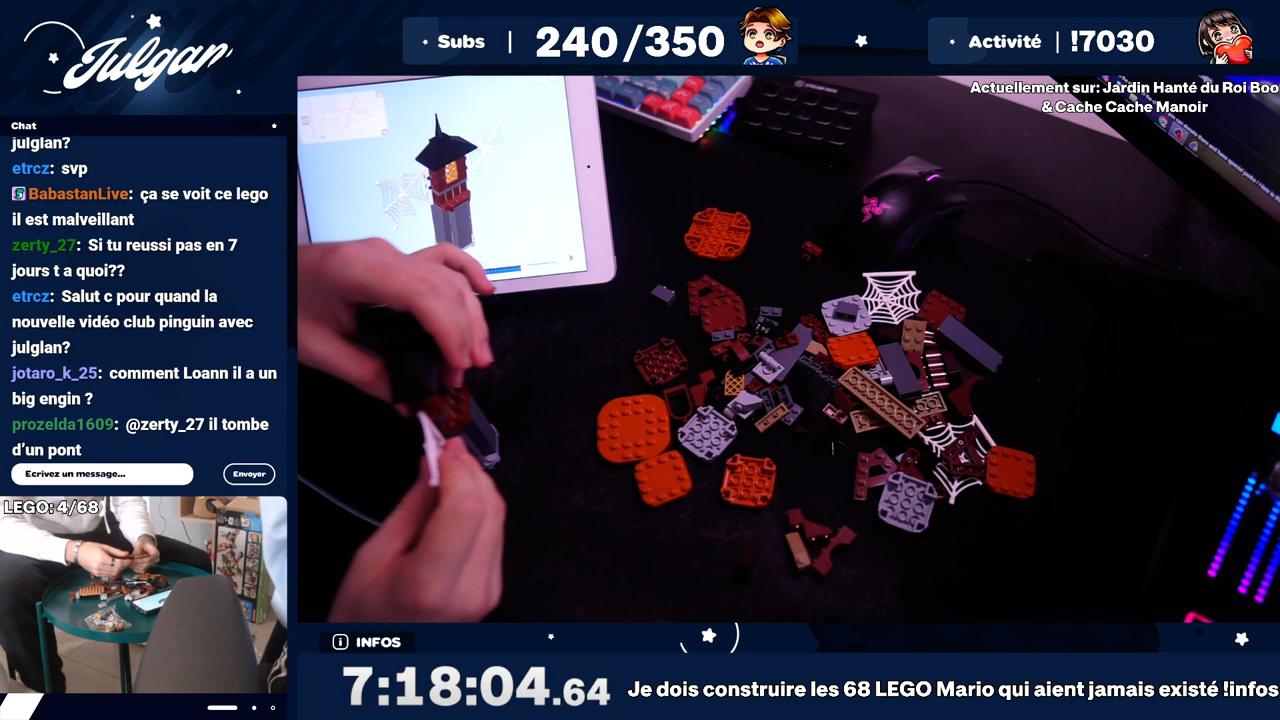 Julgan
Subs | 240/350
Activité | !7030
Actuellement sur: Jardin Hanté du Roi Boo
& Cache Cache Manoir
Chat
julglan?
etrcz: svp
BabastanLive: ça se voit ce lego
il est malveillant
zerty_27: Si tu reussi pas en 7
jours t a quoi??
etrcz: Salut c pour quand la
nouvelle vidéo club pinguin avec
julglan?
jotaro_k_25: comment Loann il a un
big engin ?
prozelda1609: @zerty_27 il tombe
d'un pont
Ecrivez un message...
Envoyer
LEGO: 4/68
INFOS
7:18:04.64
Je dois construire les 68 LEGO Mario qui aient jamais existé !infos